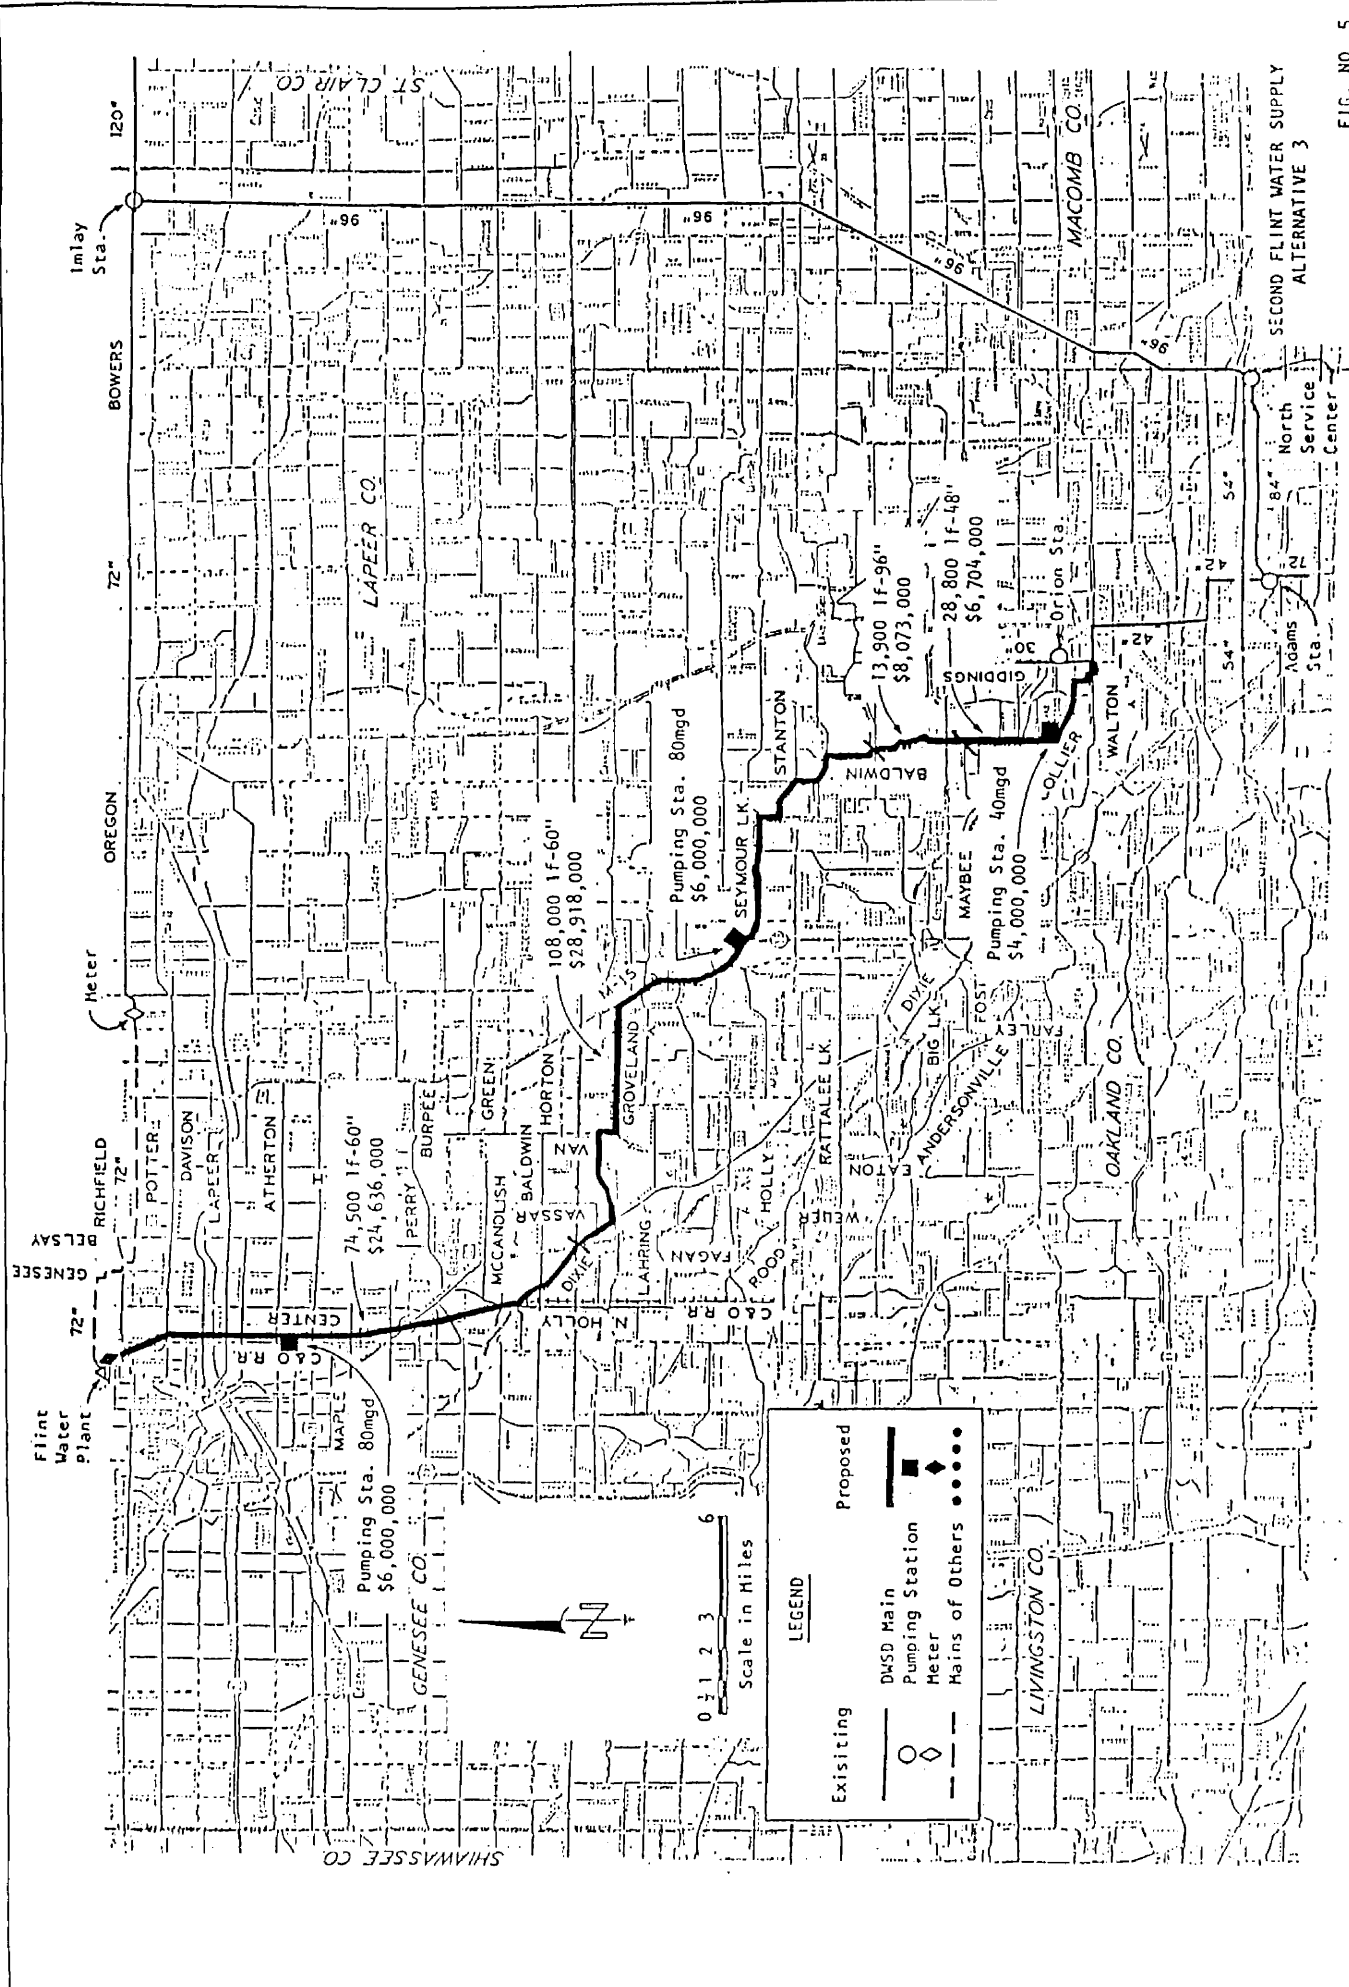 Imlay
Sta.
120"
ST. CLAIR CO.
BOWERS
72"
OREGON
Meter
RICHFIELD
72"
BELSAY
GENESEE
72"
Flint
Water
Plant
96"
96"
96"
96"
LAPEER CO.
POTTER
DAVISON
LAPEER
ATHERTON
CENTER
C&O R.R.
MAPLE
74,500 lf-60"
$24,636,000
PERRY
BURPEE
GREEN
MCCANDLISH
BALDWIN
HORTON
VASSAR
VAN
DIXIE
N. HOLLY
Pumping Sta. 80mgd
$6,000,000
GENESEE CO.
108,000 lf-60"
$28,918,000
M-15
GROVELAND
LAHRING
FAGAN
C&O R.R.
ROOD
HOLLY
Pumping Sta. 80mgd
$6,000,000
SEYMOUR LK.
STANTON
RATTALEE LK.
WEBER
EATON
ANDERSONVILLE
BIG LK.
DIXIE
FARLEY
MAYBEE
BALDWIN
13,900 lf-96"
$8,073,000
28,800 lf-48"
$6,704,000
GIDDINGS
30"
Orion Sta.
Pumping Sta. 40mgd
$4,000,000
COLLIER
WALTON
42"
42"
54"
54"
84"
72"
Adams
Sta.
North
Service
Center
MACOMB CO.
OAKLAND CO.
LIVINGSTON CO.
SHIAWASSEE CO
N
0 ½ 1 2 3 6
Scale in Miles
LEGEND
Exisiting
Proposed
DWSD Main
Pumping Station
Meter
Mains of Others
SECOND FLINT WATER SUPPLY
ALTERNATIVE 3
FIG. NO. 5